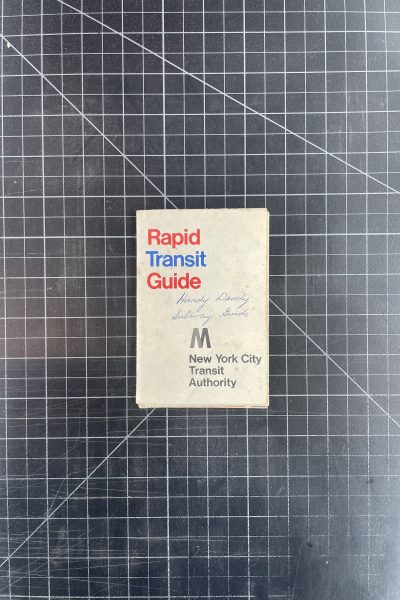 Rapid
Transit
Guide
Handy Dandy
Subway Guide
M
New York City
Transit
Authority